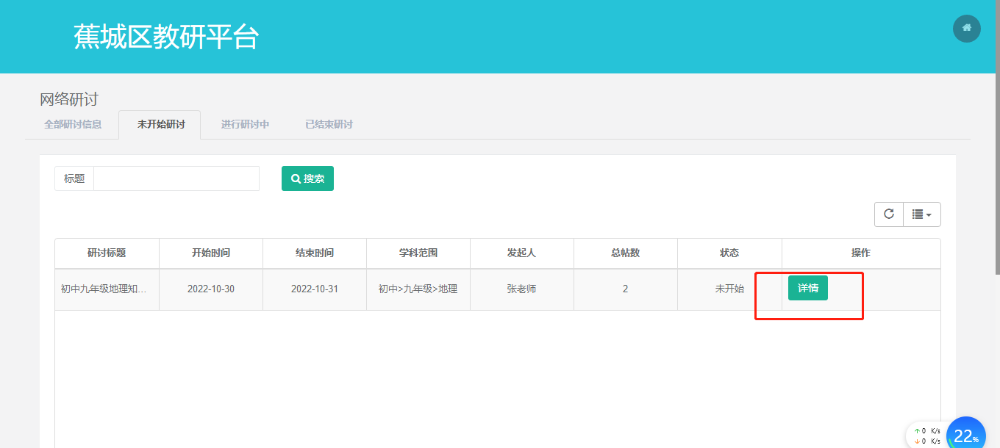 蕉城区教研平台
网络研讨
全部研讨信息 未开始研讨 进行研讨中 已结束研讨
标题 搜索
研讨标题 开始时间 结束时间 学科范围 发起人 总帖数 状态 操作
初中九年级地理知... 2022-10-30 2022-10-31 初中>九年级>地理 张老师 2 未开始 详情
↑0 K/s
↓0 K/s
22%